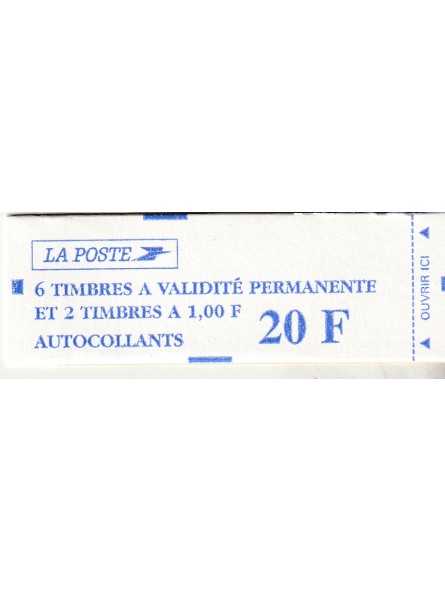 LA POSTE
6 TIMBRES A VALIDITÉ PERMANENTE
ET 2 TIMBRES A 1,00 F
20 F
AUTOCOLLANTS
OUVRIR ICI